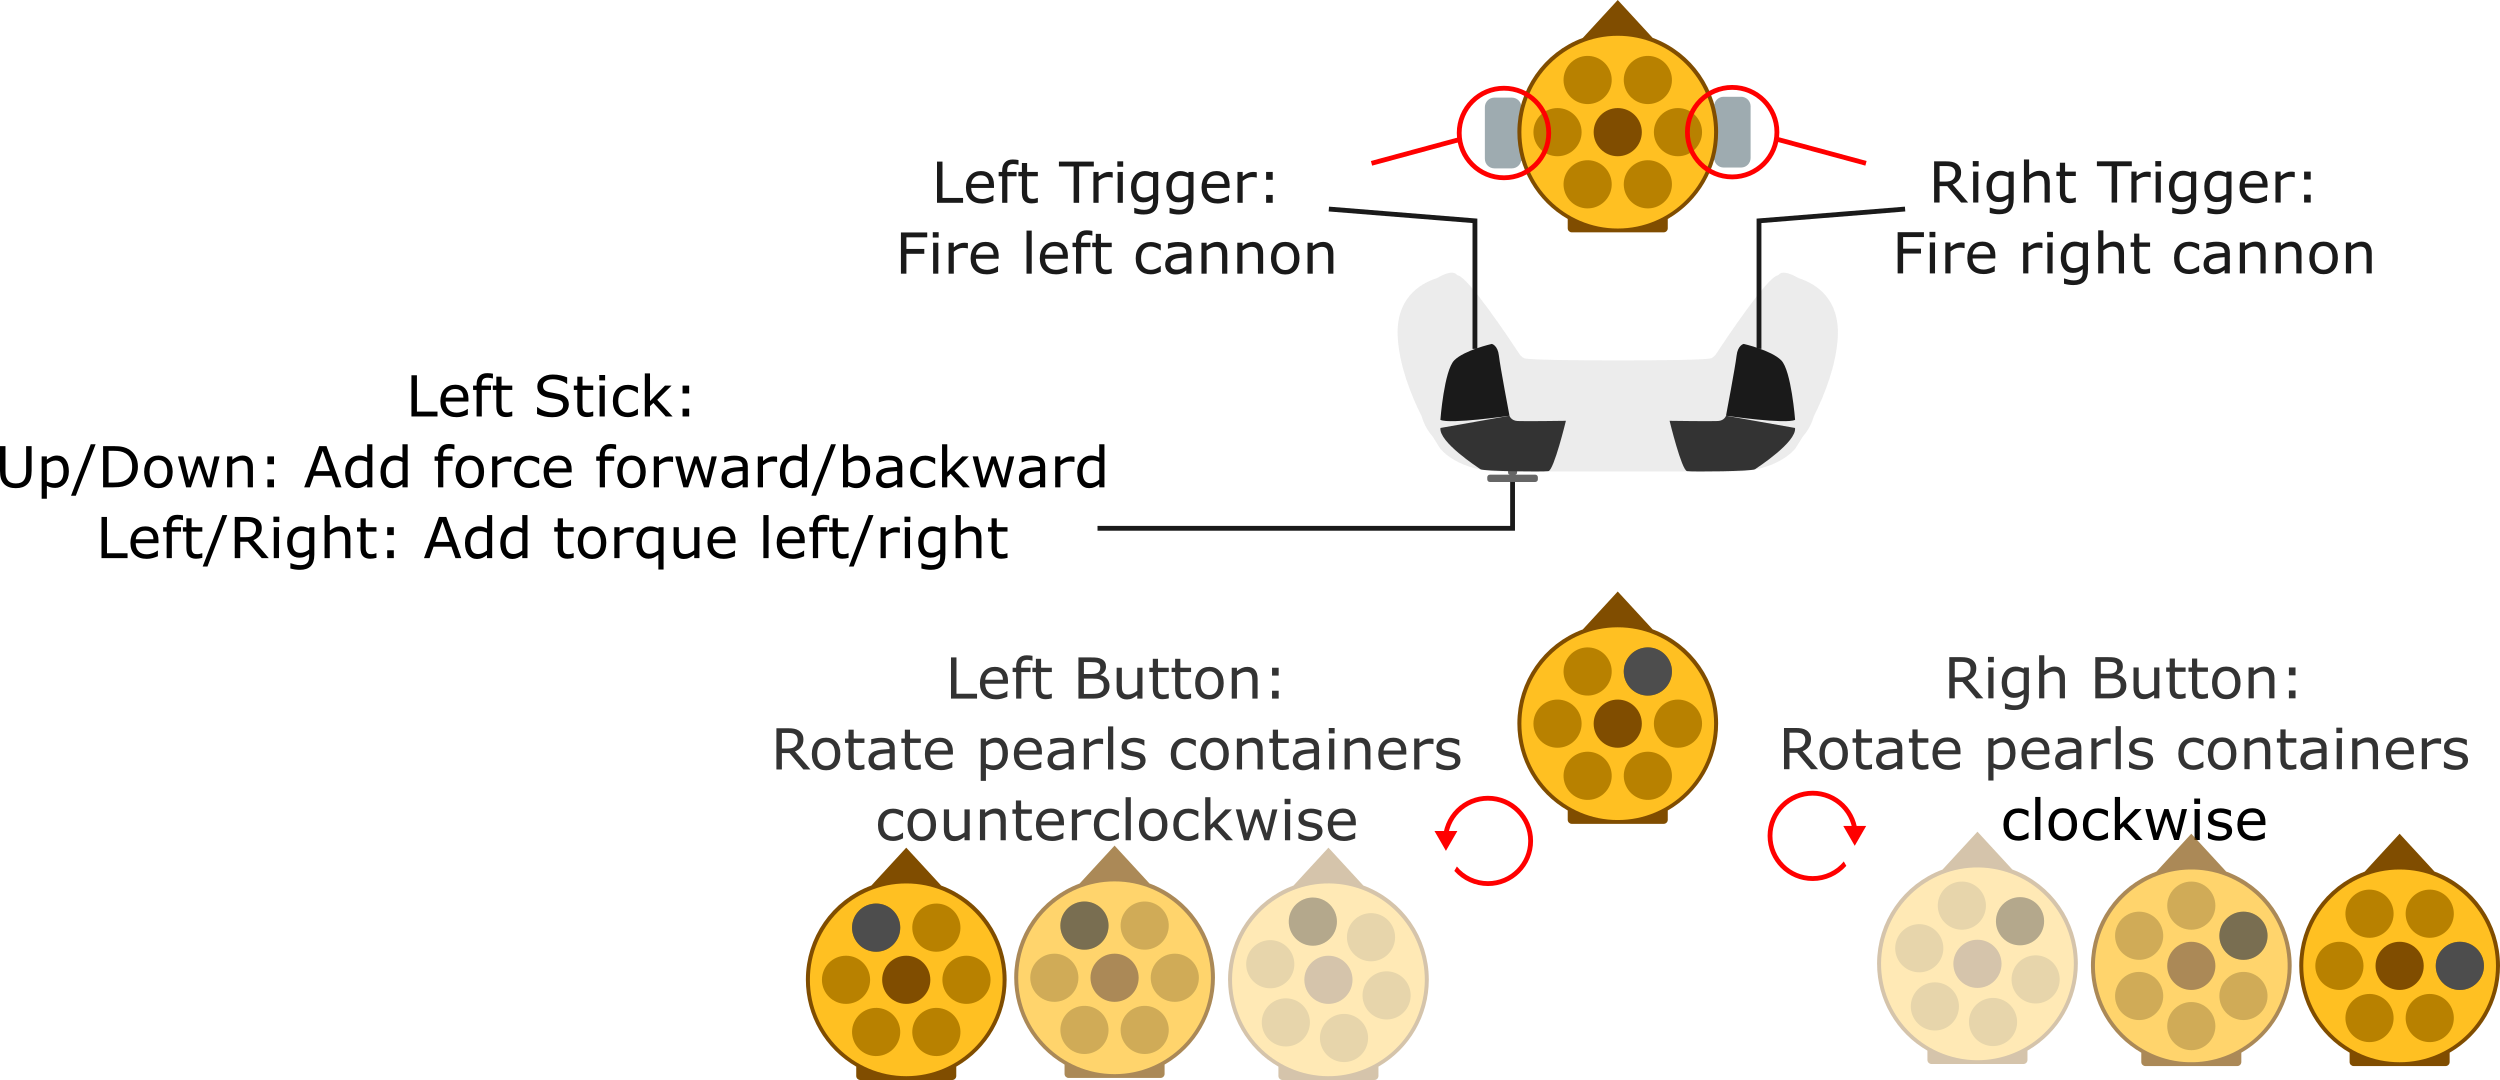 Left Trigger:
Fire left cannon
Right Trigger:
Fire right cannon
Left Stick:
Up/Down: Add force forward/backward
Left/Right: Add torque left/right
Left Button:
Rotate pearls containers
counterclockwise
Righ Button:
Rotate pearls containers
clockwise